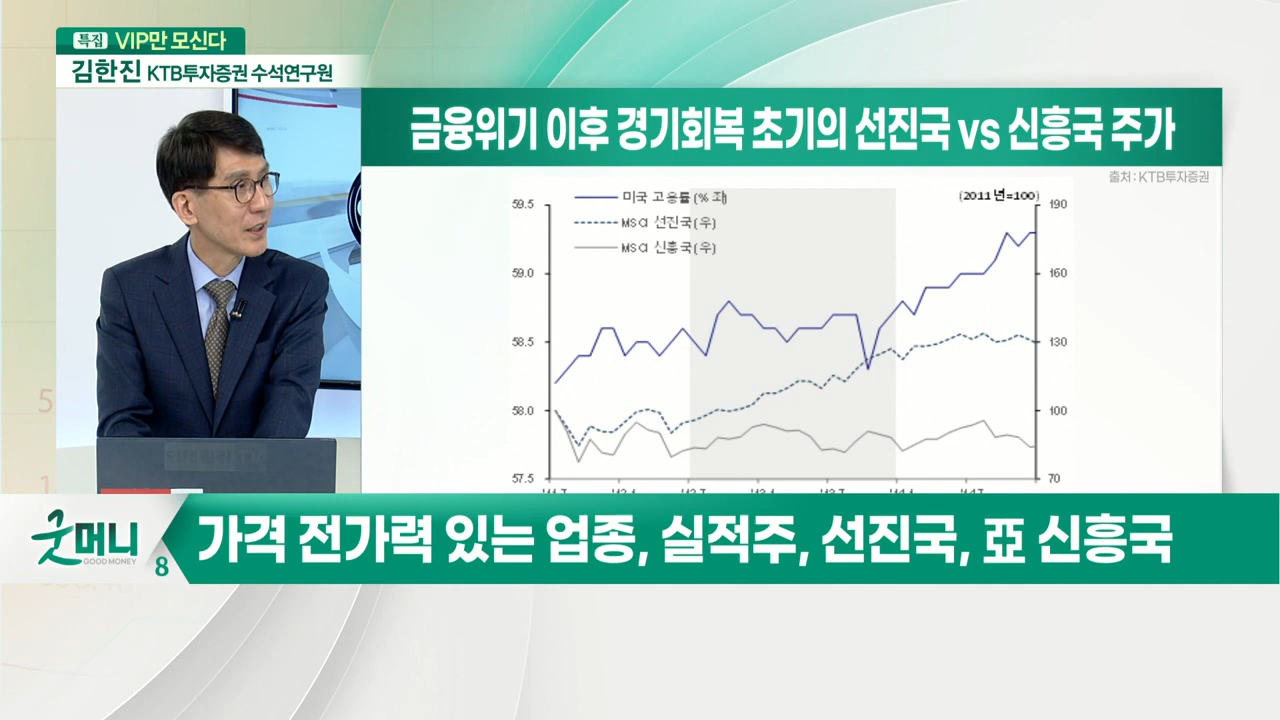 특집 VIP만 모신다
김한진 KTB투자증권 수석연구원
금융위기 이후 경기회복 초기의 선진국 vs 신흥국 주가
출처 : KTB투자증권
미국 고용률(% 좌)
MSCI 선진국(우)
MSCI 신흥국(우)
(2011년=100)
59.5
59.0
58.5
58.0
57.5
190
160
130
100
70
굿머니
GOOD MONEY
8
가격 전가력 있는 업종, 실적주, 선진국, 亞 신흥국